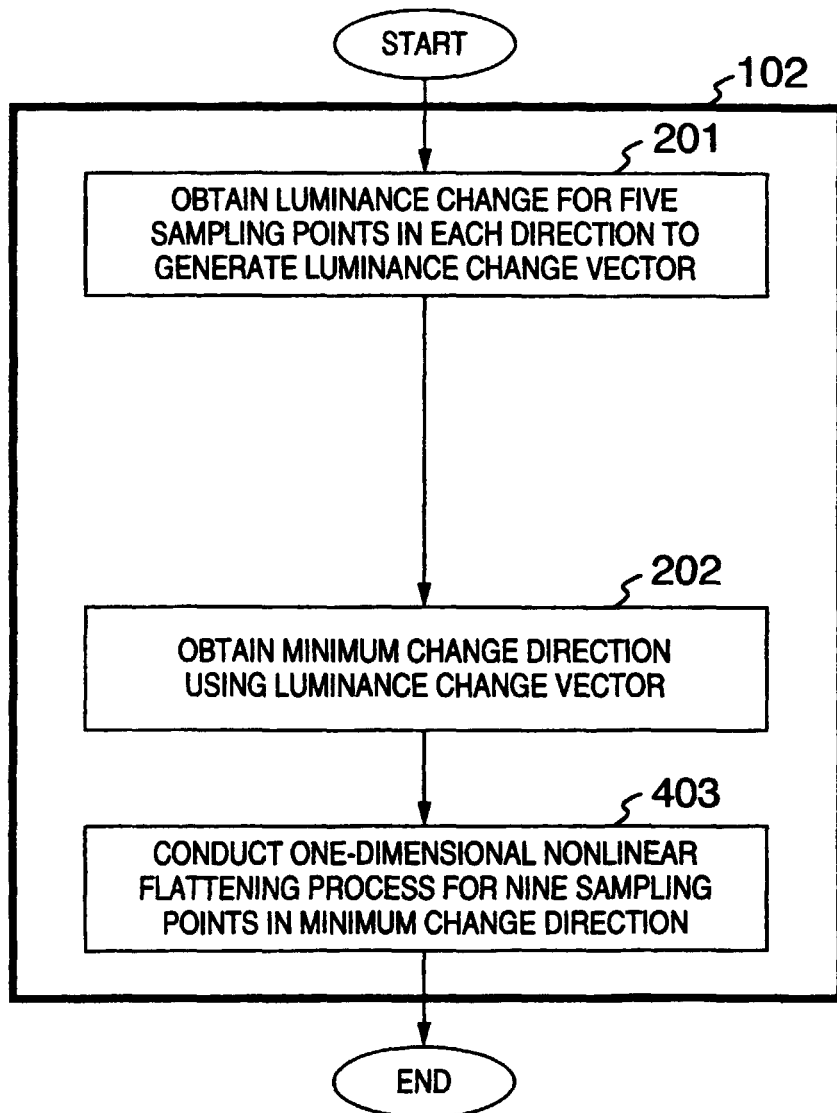 START
102
201
OBTAIN LUMINANCE CHANGE FOR FIVE
SAMPLING POINTS IN EACH DIRECTION TO
GENERATE LUMINANCE CHANGE VECTOR
202
OBTAIN MINIMUM CHANGE DIRECTION
USING LUMINANCE CHANGE VECTOR
403
CONDUCT ONE-DIMENSIONAL NONLINEAR
FLATTENING PROCESS FOR NINE SAMPLING
POINTS IN MINIMUM CHANGE DIRECTION
END